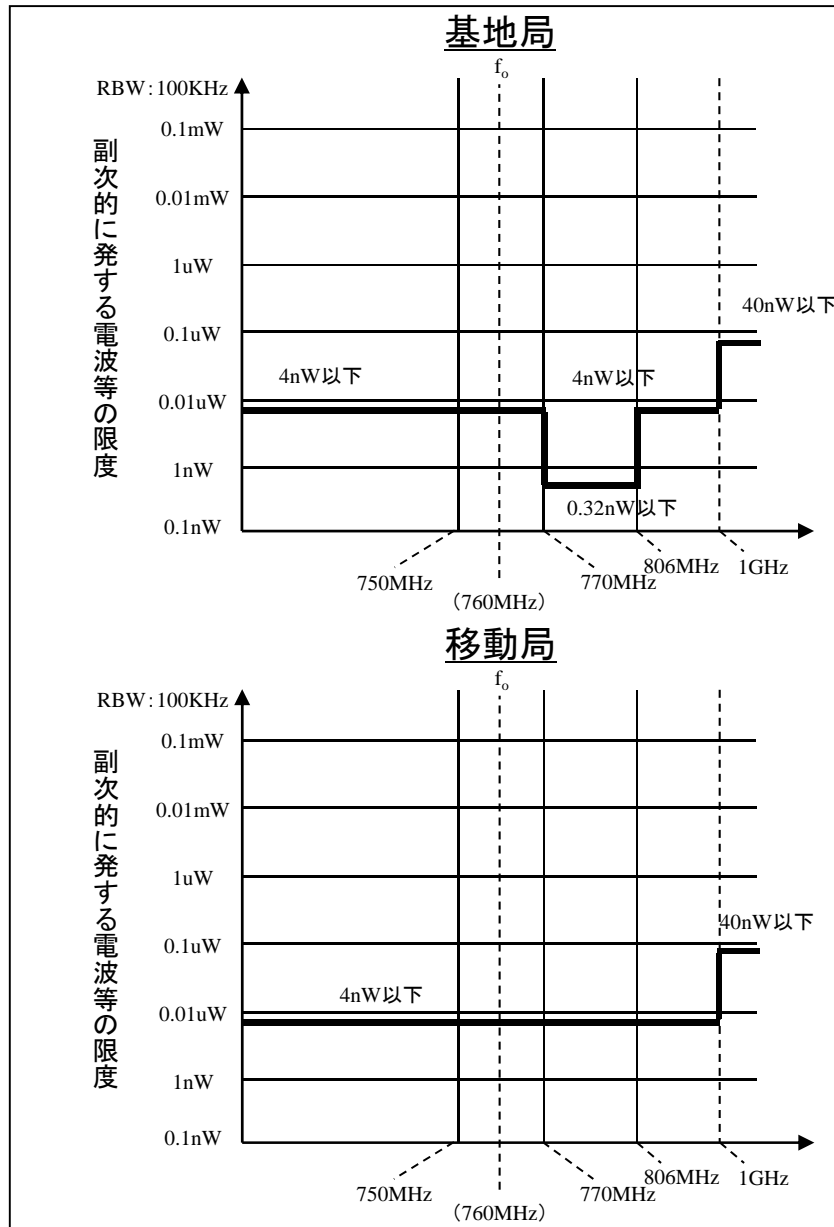 基地局
fo
RBW:100KHz
0.1mW
0.01mW
1uW
40nW以下
0.1uW
4nW以下
4nW以下
0.01uW
1nW
0.32nW以下
0.1nW
副次的に発する電波等の限度
750MHz
(760MHz)
770MHz
806MHz
1GHz
移動局
fo
RBW:100KHz
0.1mW
0.01mW
1uW
40nW以下
0.1uW
4nW以下
0.01uW
1nW
0.1nW
副次的に発する電波等の限度
750MHz
(760MHz)
770MHz
806MHz
1GHz